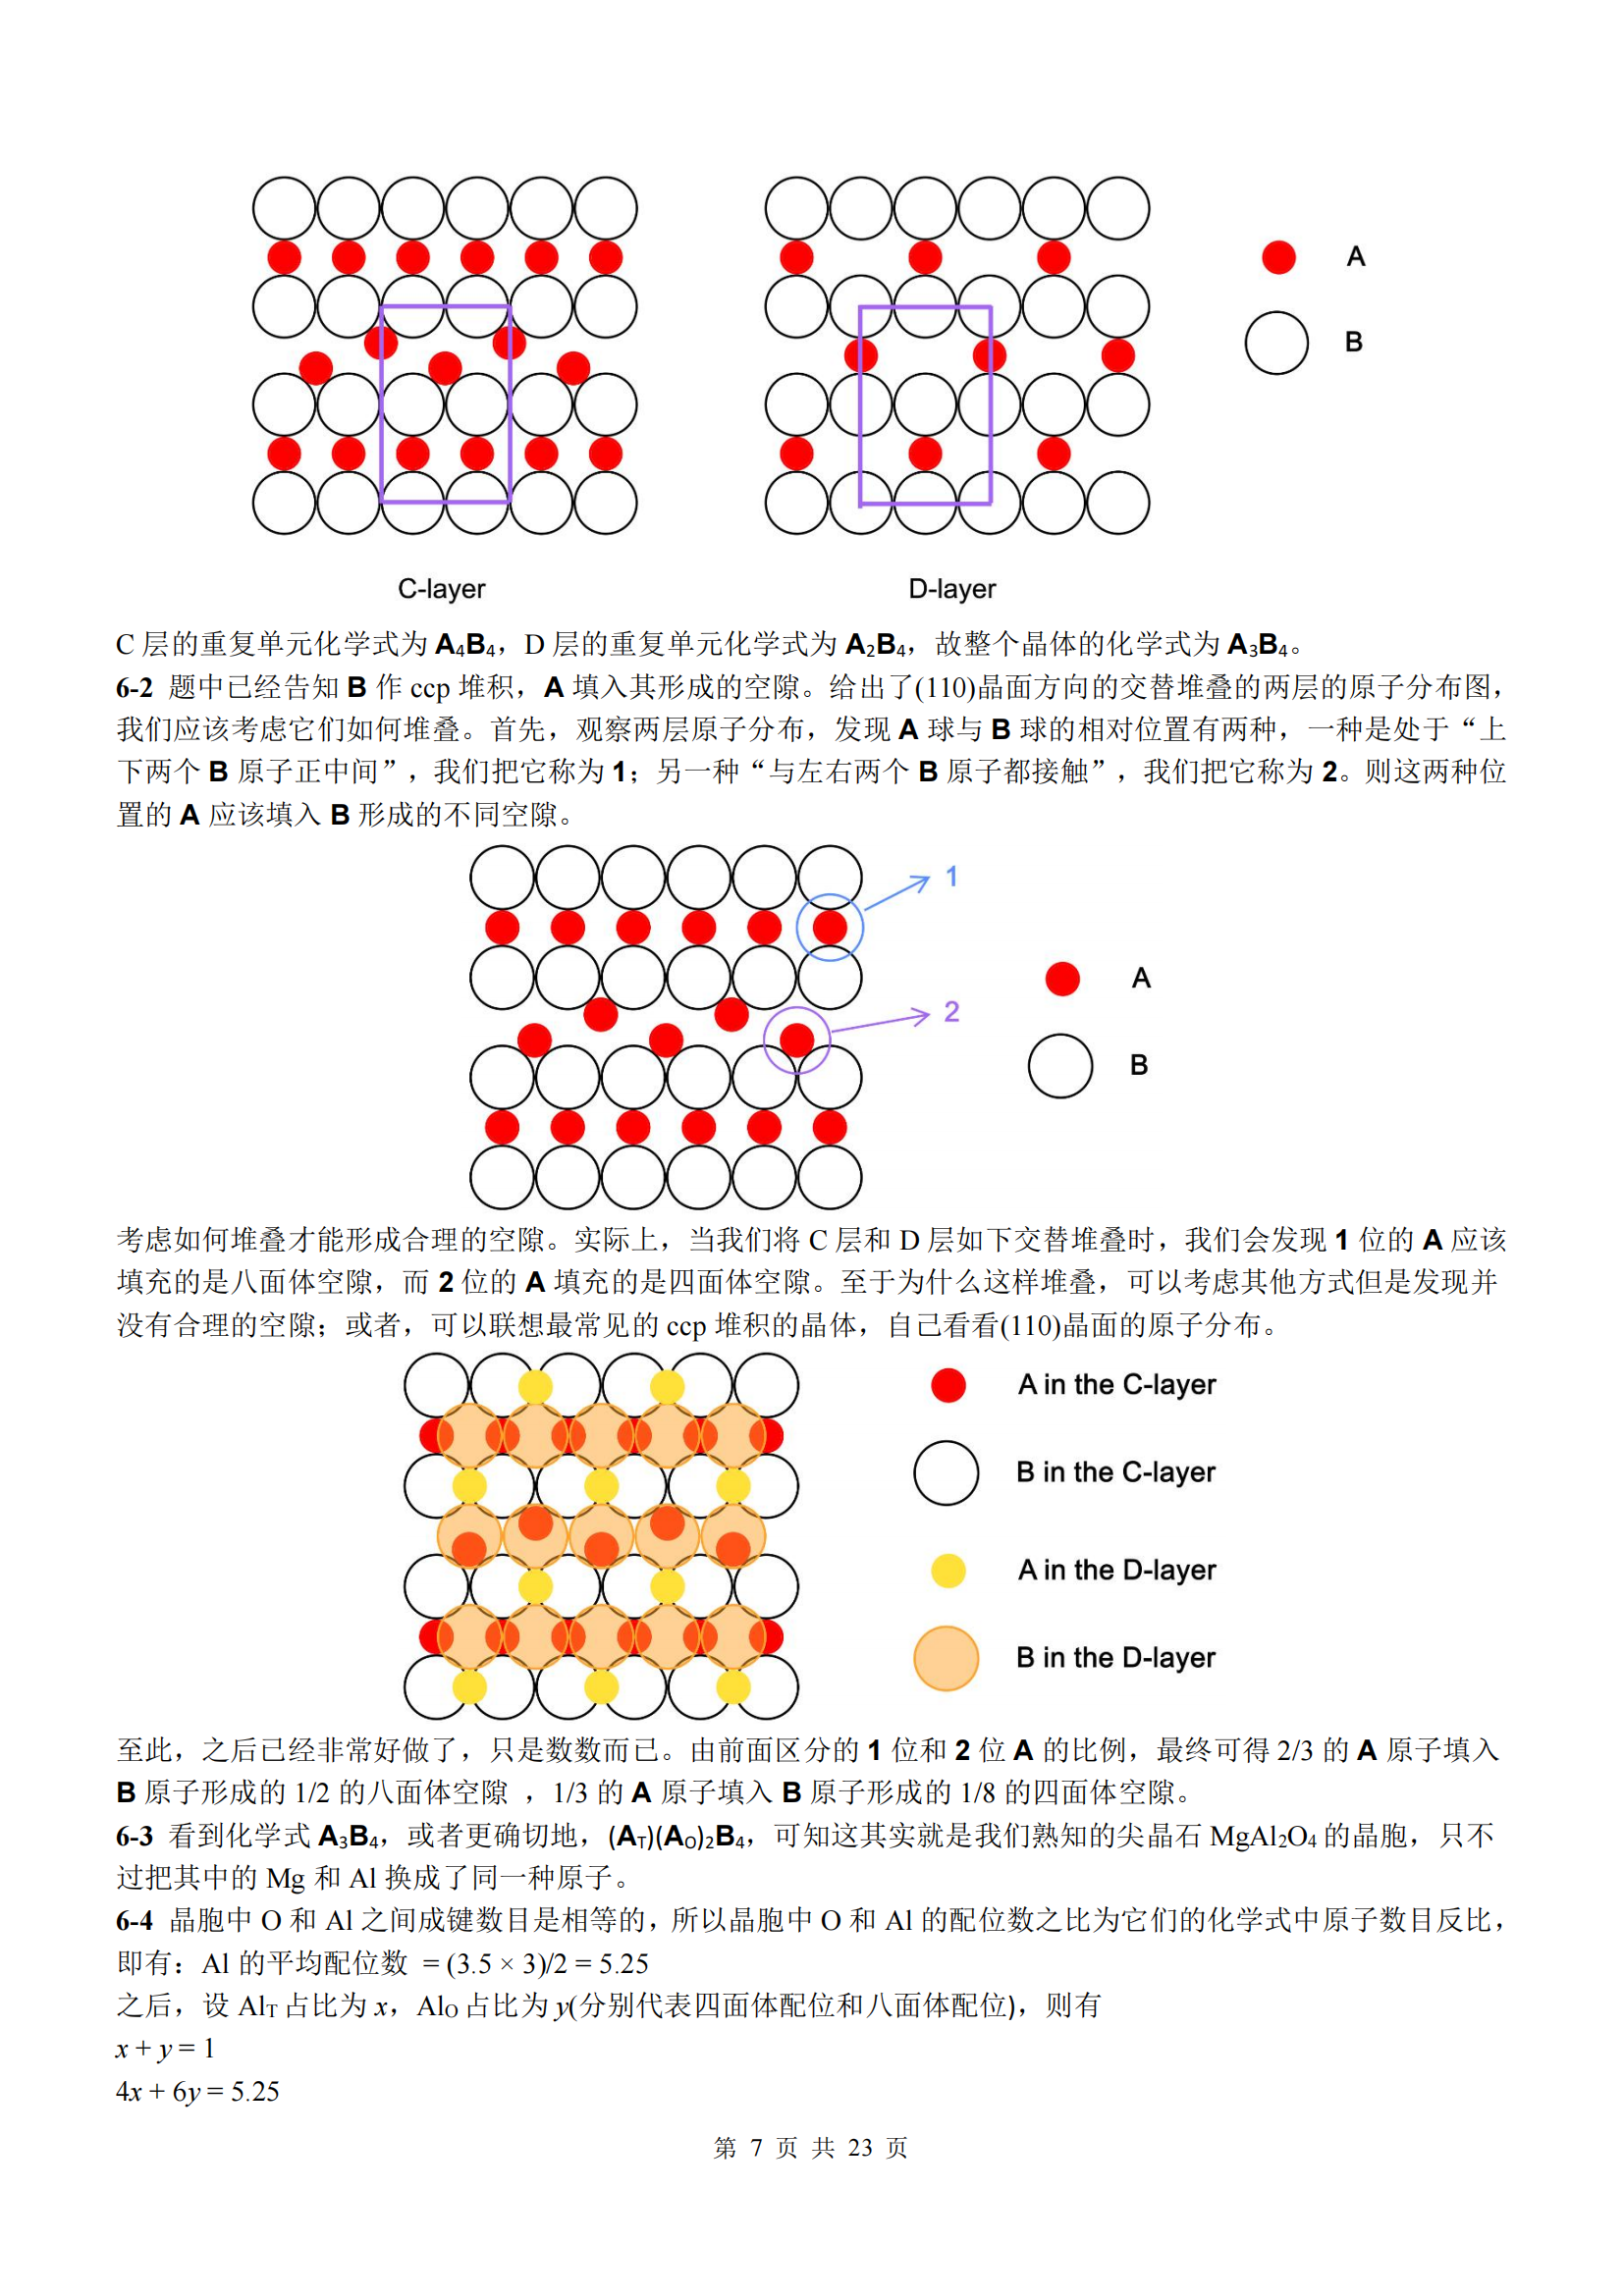 A
B
C-layer
D-layer
C 层的重复单元化学式为 A₄B₄，D 层的重复单元化学式为 A₂B₄，故整个晶体的化学式为 A₃B₄。
6-2 题中已经告知 B 作 ccp 堆积，A 填入其形成的空隙。给出了(110)晶面方向的交替堆叠的两层的原子分布图，
我们应该考虑它们如何堆叠。首先，观察两层原子分布，发现 A 球与 B 球的相对位置有两种，一种是处于“上
下两个 B 原子正中间”，我们把它称为 1；另一种“与左右两个 B 原子都接触”，我们把它称为 2。则这两种位
置的 A 应该填入 B 形成的不同空隙。
1
2
A
B
考虑如何堆叠才能形成合理的空隙。实际上，当我们将 C 层和 D 层如下交替堆叠时，我们会发现 1 位的 A 应该
填充的是八面体空隙，而 2 位的 A 填充的是四面体空隙。至于为什么这样堆叠，可以考虑其他方式但是发现并
没有合理的空隙；或者，可以联想最常见的 ccp 堆积的晶体，自己看看(110)晶面的原子分布。
A in the C-layer
B in the C-layer
A in the D-layer
B in the D-layer
至此，之后已经非常好做了，只是数数而已。由前面区分的 1 位和 2 位 A 的比例，最终可得 2/3 的 A 原子填入
B 原子形成的 1/2 的八面体空隙 ，1/3 的 A 原子填入 B 原子形成的 1/8 的四面体空隙。
6-3 看到化学式 A₃B₄，或者更确切地，(A_T)(A_O)₂B₄，可知这其实就是我们熟知的尖晶石 MgAl₂O₄ 的晶胞，只不
过把其中的 Mg 和 Al 换成了同一种原子。
6-4 晶胞中 O 和 Al 之间成键数目是相等的，所以晶胞中 O 和 Al 的配位数之比为它们的化学式中原子数目反比，
即有：Al 的平均配位数 = (3.5 × 3)/2 = 5.25
之后，设 Al_T 占比为 x，Al_O 占比为 y(分别代表四面体配位和八面体配位)，则有
x + y = 1
4x + 6y = 5.25
第 7 页 共 23 页